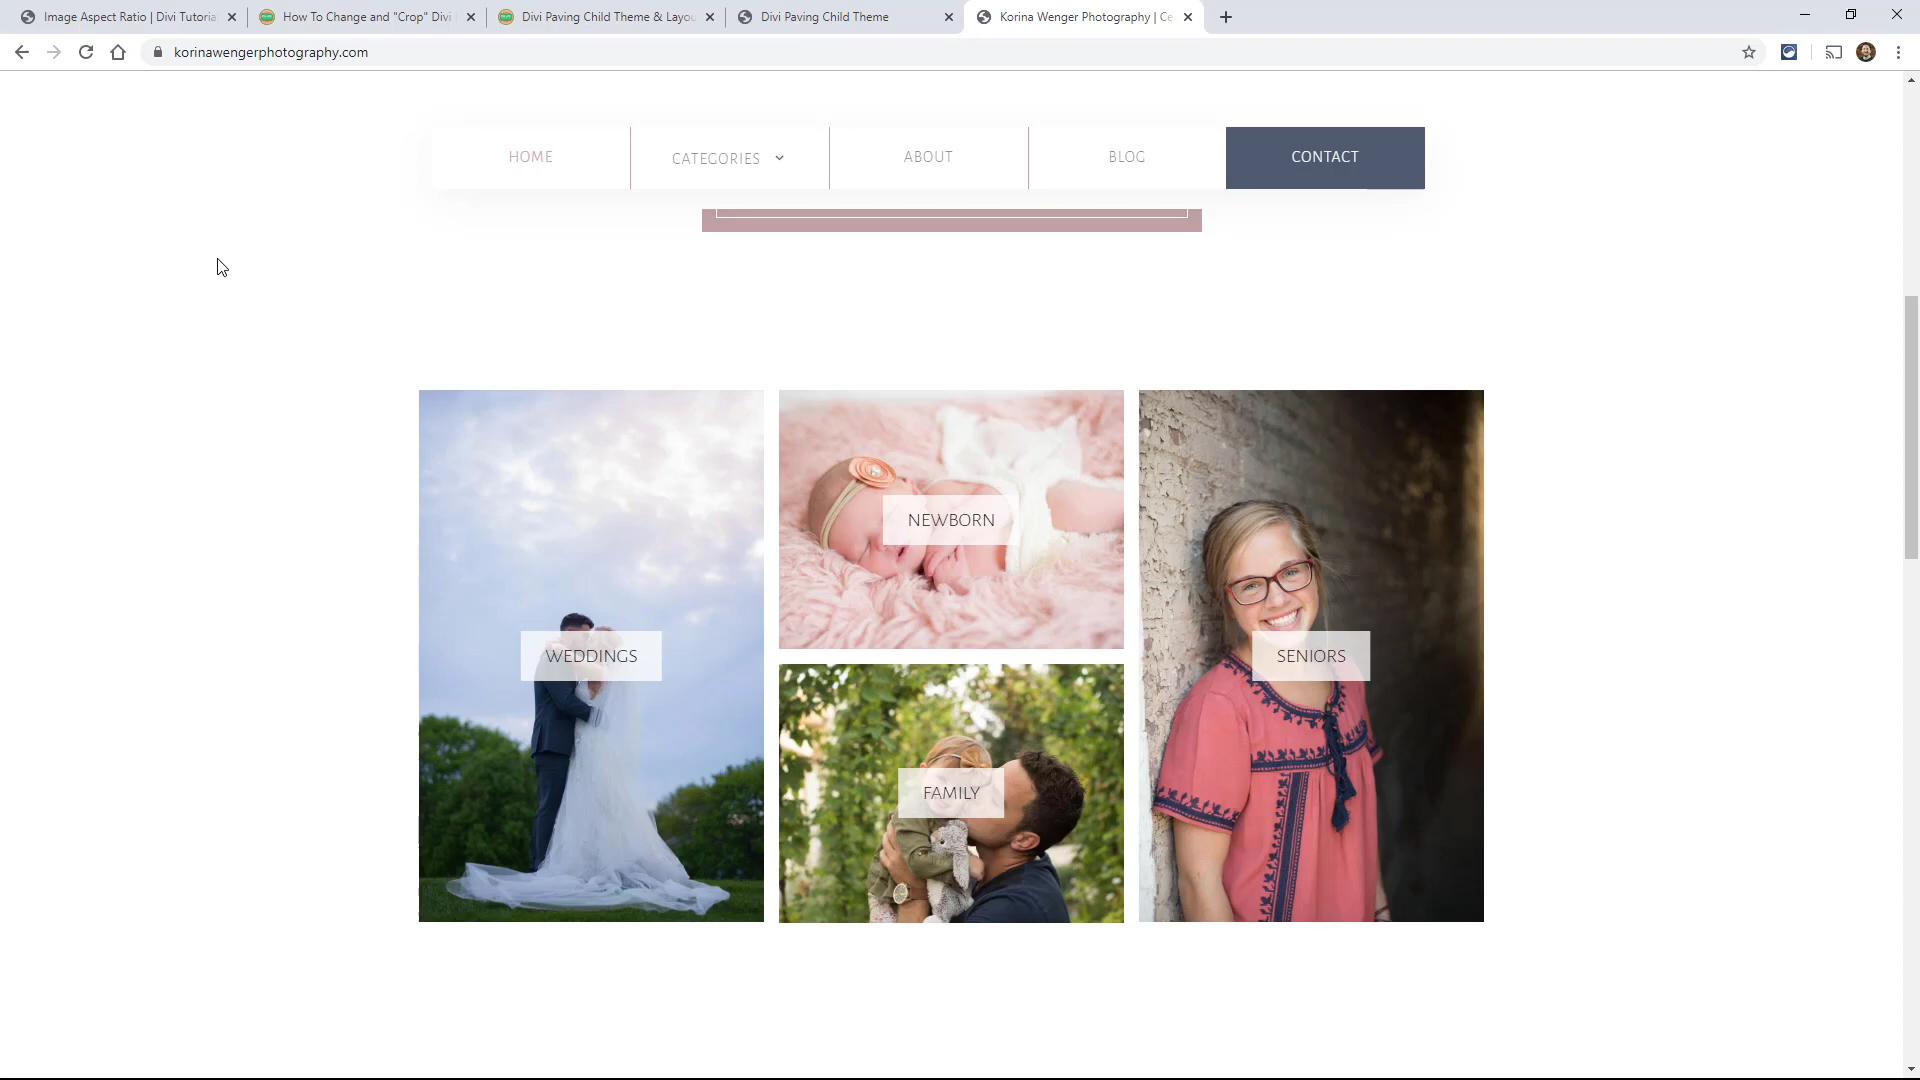 Image Aspect Ratio | Divi Tutoria
How To Change and "Crop" Divi
Divi Paving Child Theme & Layou
Divi Paving Child Theme
Korina Wenger Photography | Ce
korinawengerphotography.com
HOME
CATEGORIES
ABOUT
BLOG
CONTACT
NEWBORN
WEDDINGS
SENIORS
FAMILY